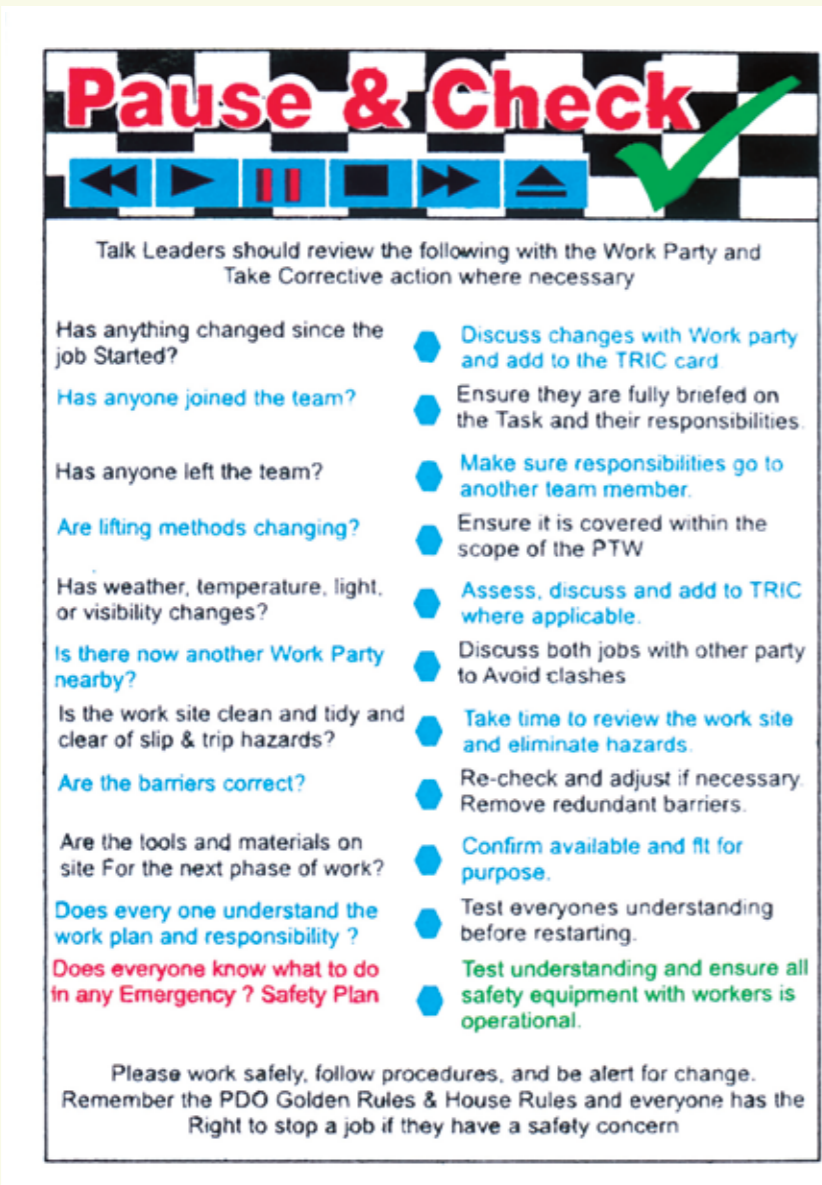 Pause & Check
Talk Leaders should review the following with the Work Party and
Take Corrective action where necessary
Has anything changed since the
job Started?
Discuss changes with Work party
and add to the TRIC card
Has anyone joined the team?
Ensure they are fully briefed on
the Task and their responsibilities.
Has anyone left the team?
Make sure responsibilities go to
another team member.
Are lifting methods changing?
Ensure it is covered within the
scope of the PTW
Has weather, temperature, light,
or visibility changes?
Assess, discuss and add to TRIC
where applicable.
Is there now another Work Party
nearby?
Discuss both jobs with other party
to Avoid clashes
Is the work site clean and tidy and
clear of slip & trip hazards?
Take time to review the work site
and eliminate hazards.
Are the barriers correct?
Re-check and adjust if necessary.
Remove redundant barriers.
Are the tools and materials on
site For the next phase of work?
Confirm available and fit for
purpose.
Does every one understand the
work plan and responsibility ?
Test everyones understanding
before restarting.
Does everyone know what to do
in any Emergency ? Safety Plan
Test understanding and ensure all
safety equipment with workers is
operational.
Please work safely, follow procedures, and be alert for change.
Remember the PDO Golden Rules & House Rules and everyone has the
Right to stop a job if they have a safety concern